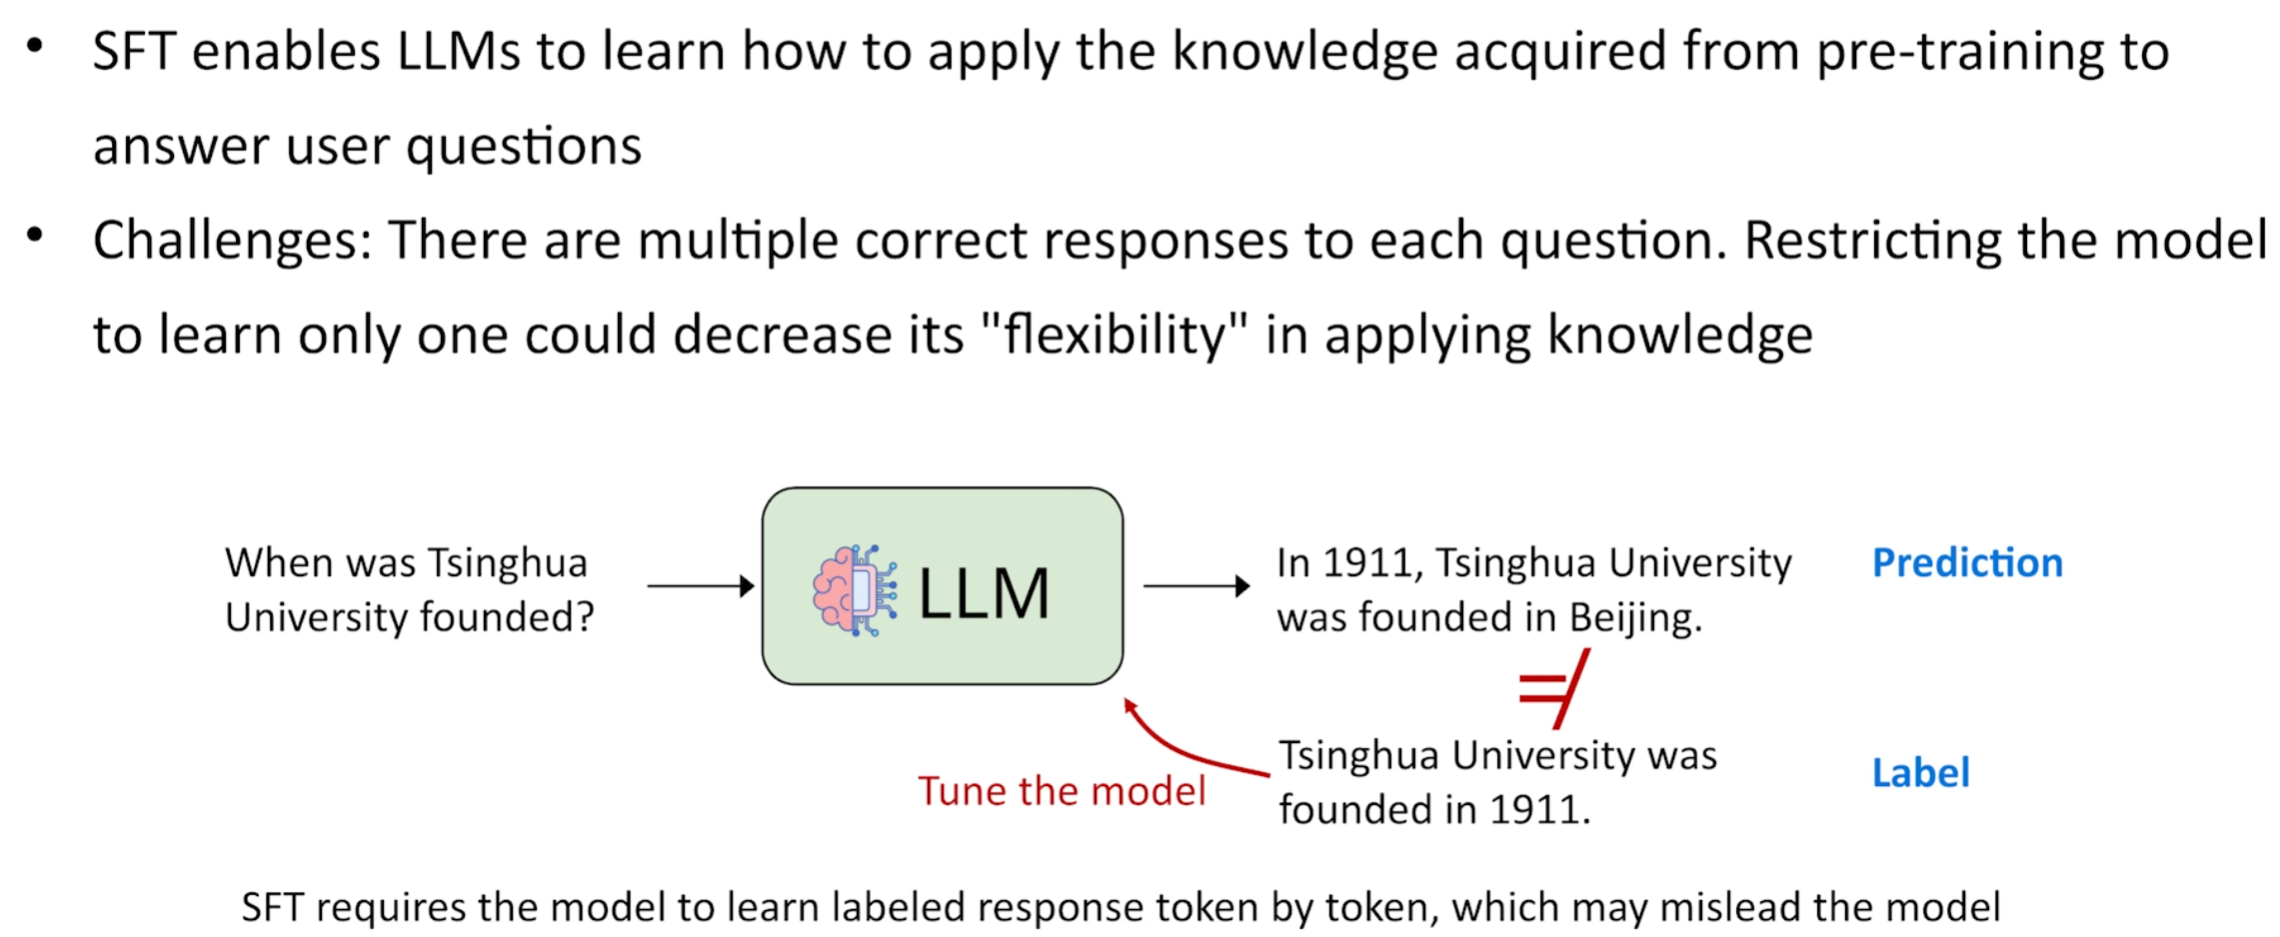 • SFT enables LLMs to learn how to apply the knowledge acquired from pre-training to
answer user questions
• Challenges: There are multiple correct responses to each question. Restricting the model
to learn only one could decrease its "flexibility" in applying knowledge
When was Tsinghua
University founded?
LLM
In 1911, Tsinghua University
was founded in Beijing.
Prediction
≠
Tsinghua University was
founded in 1911.
Label
Tune the model
SFT requires the model to learn labeled response token by token, which may mislead the model